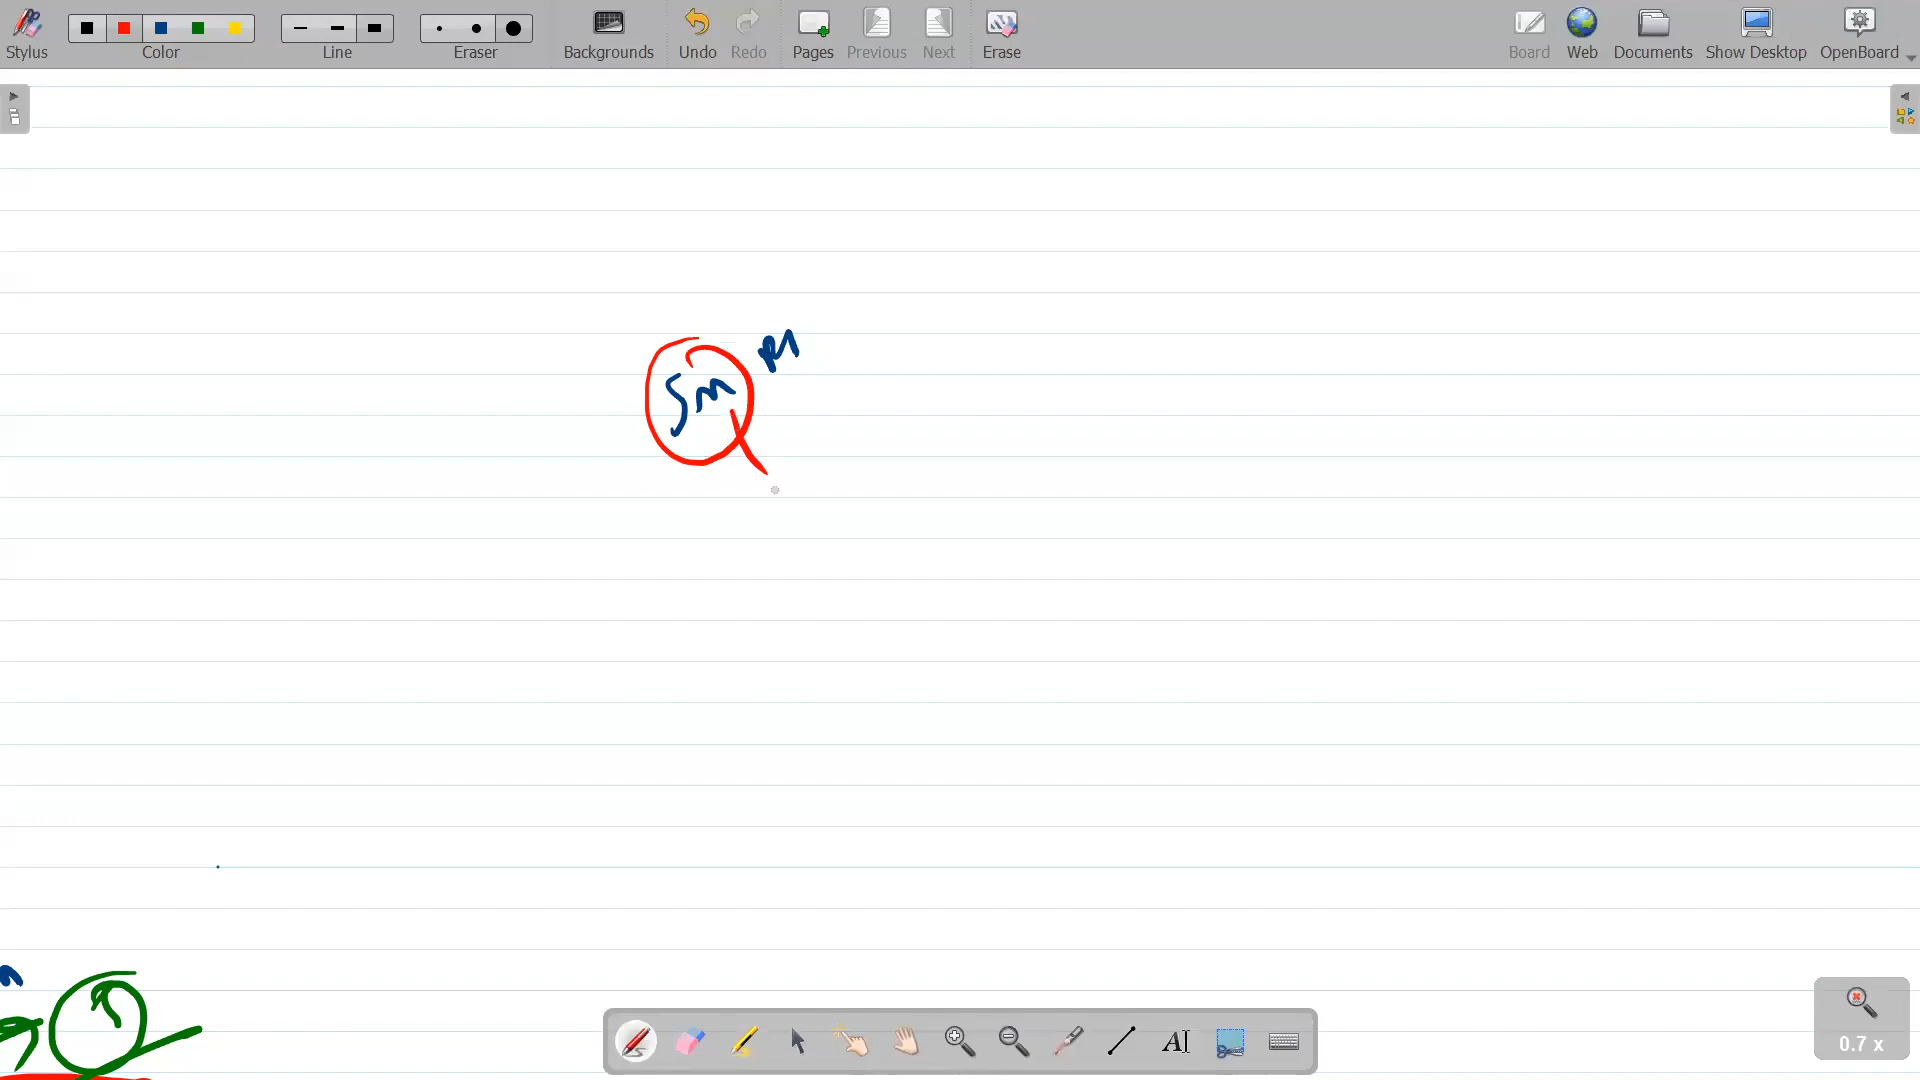 Stylus Color Line Eraser Backgrounds Undo Redo Pages Previous Next Erase Board Web Documents Show Desktop OpenBoard
M
Sm
AI
0.7 x